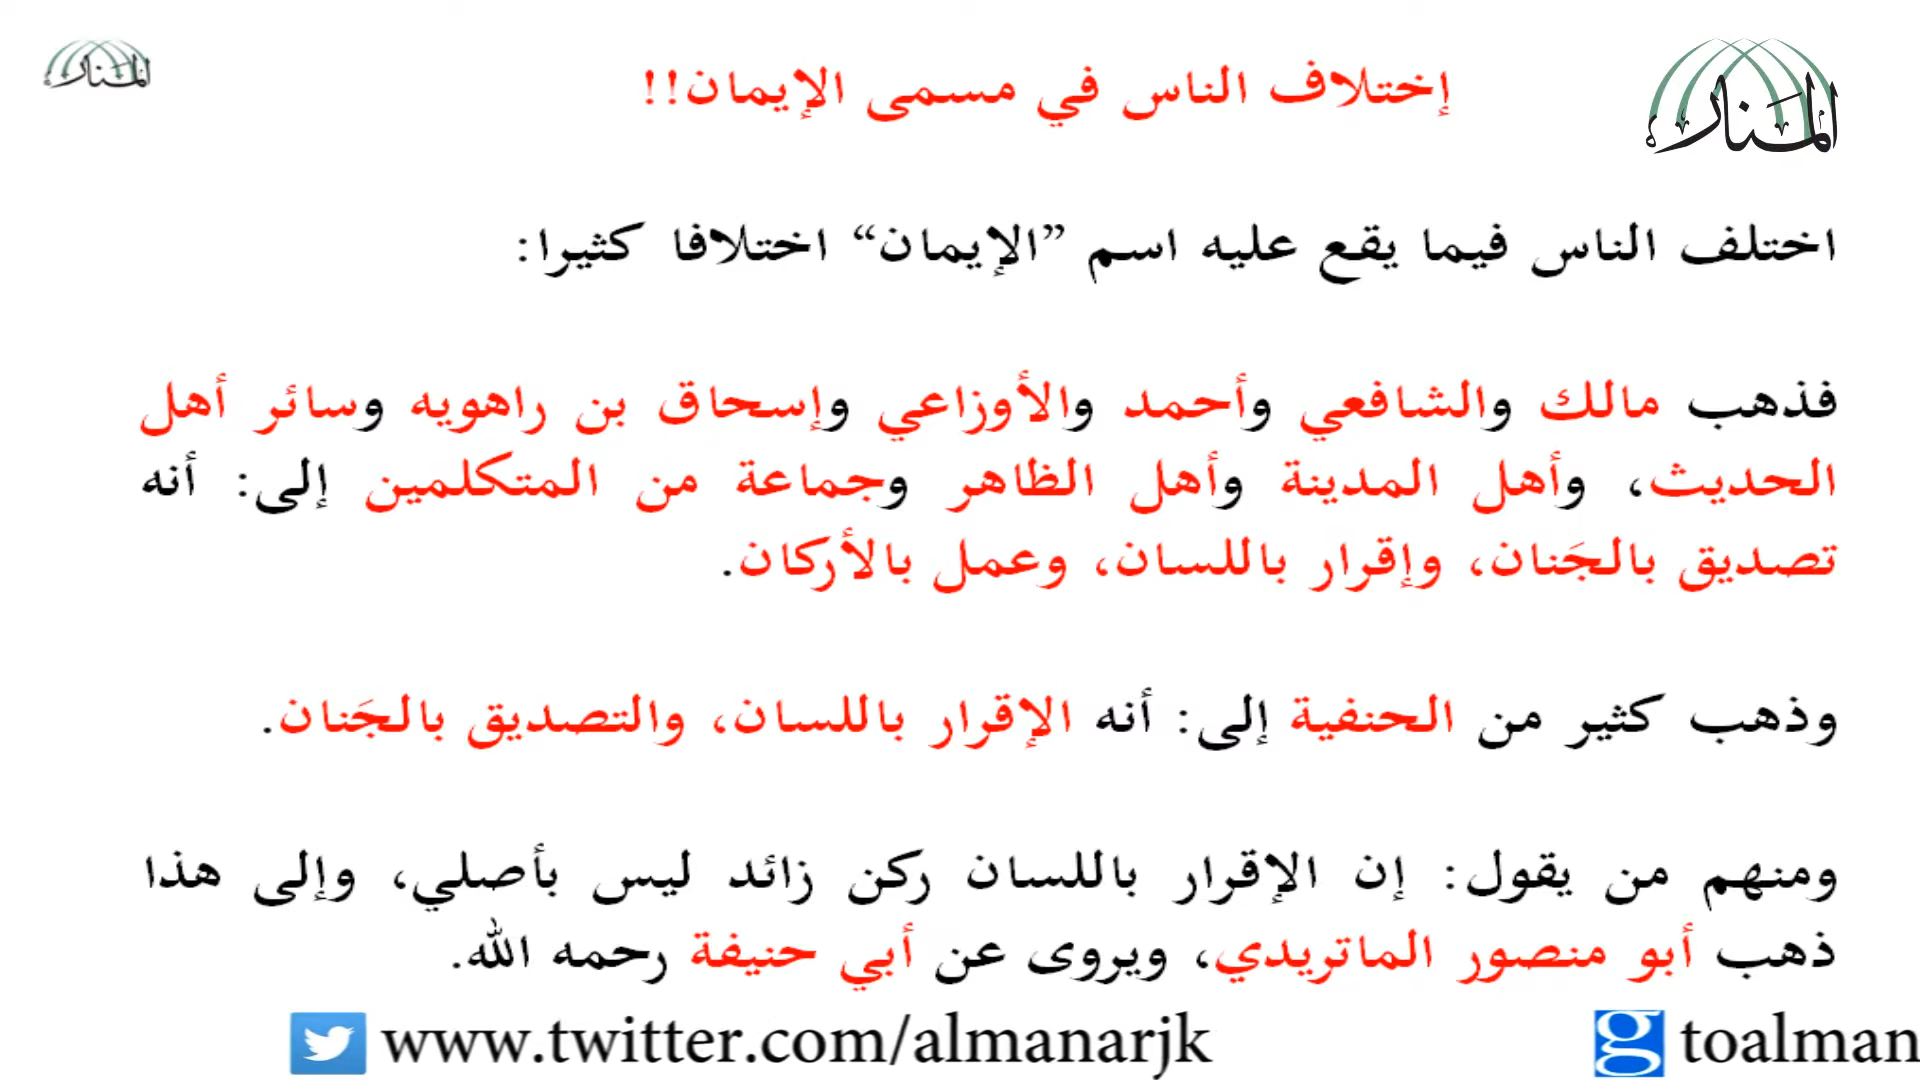 المنارة
المنارة
إختلاف الناس في مسمى الإيمان!!
اختلف الناس فيما يقع عليه اسم ”الإيمان“ اختلافا كثيرا:
فذهب مالك والشافعي وأحمد والأوزاعي وإسحاق بن راهويه وسائر أهل
الحديث، وأهل المدينة وأهل الظاهر وجماعة من المتكلمين إلى: أنه
تصديق بالجَنان، وإقرار باللسان، وعمل بالأركان.
وذهب كثير من الحنفية إلى: أنه الإقرار باللسان، والتصديق بالجَنان.
ومنهم من يقول: إن الإقرار باللسان ركن زائد ليس بأصلي، وإلى هذا
ذهب أبو منصور الماتريدي، ويروى عن أبي حنيفة رحمه الله.
www.twitter.com/almanarjk
toalman